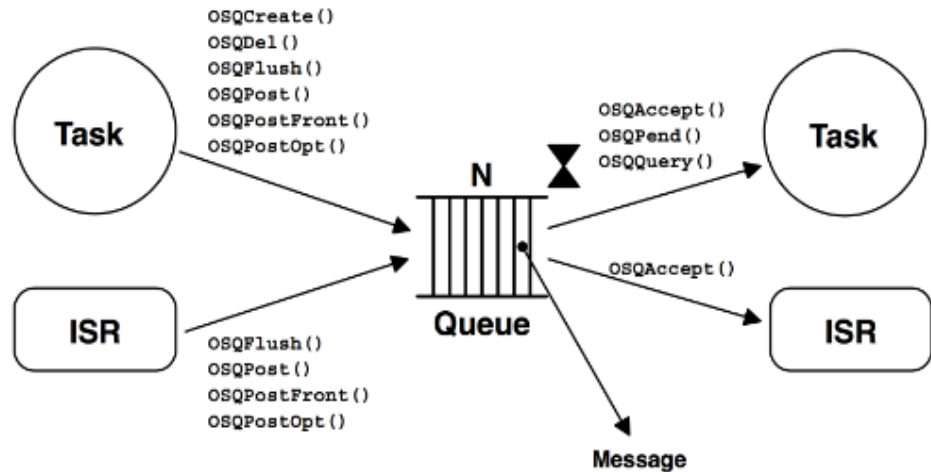 OSQCreate()
OSQDel()
OSQFlush()
OSQPost()
OSQPostFront()
OSQPostOpt()
Task
OSQAccept()
OSQPend()
OSQQuery()
Task
N
Queue
OSQAccept()
ISR
OSQFlush()
OSQPost()
OSQPostFront()
OSQPostOpt()
ISR
Message